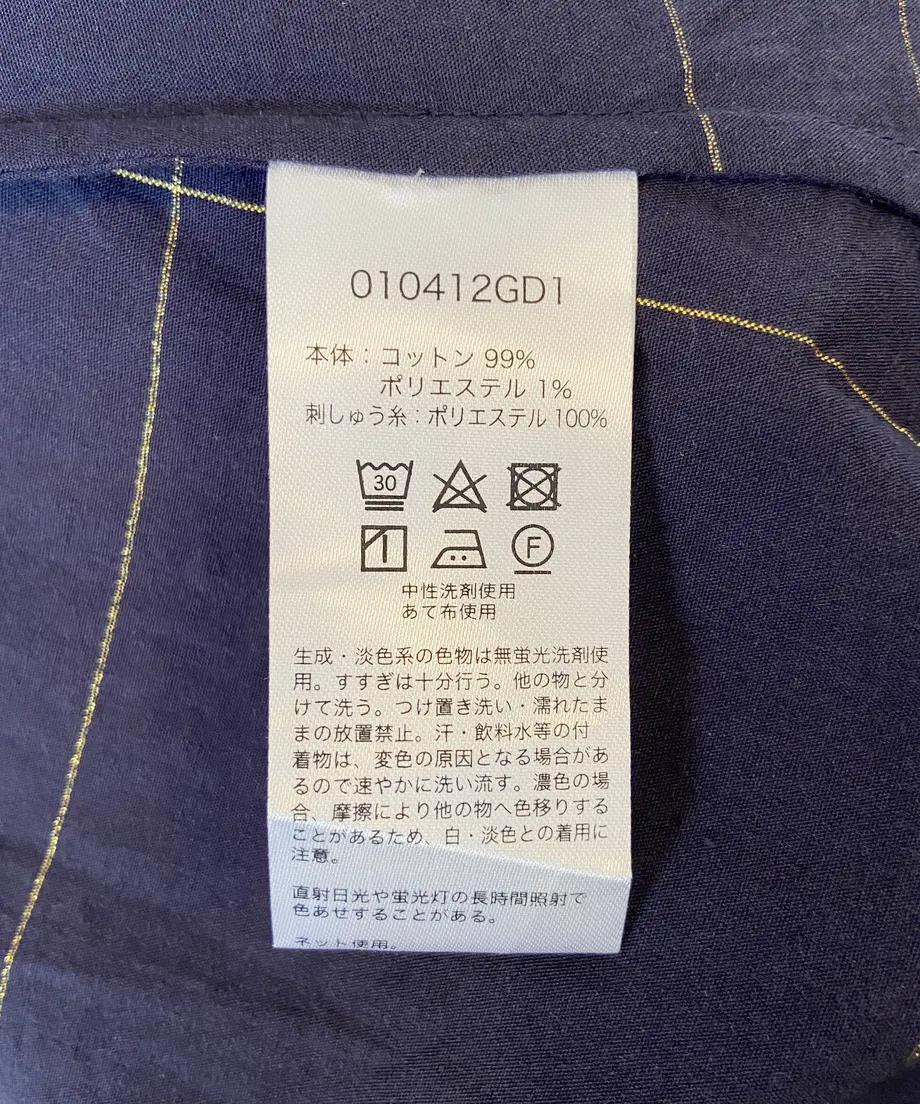 010412GD1
本体：コットン 99%
ポリエステル 1%
刺しゅう糸：ポリエステル 100%
30
F
中性洗剤使用
あて布使用
生成・淡色系の色物は無蛍光洗剤使
用。すすぎは十分行う。他の物と分
けて洗う。つけ置き洗い・濡れたま
まの放置禁止。汗・飲料水等の付
着物は、変色の原因となる場合があ
るので速やかに洗い流す。濃色の場
合、摩擦により他の物へ色移りする
ことがあるため、白・淡色との着用に
注意。
直射日光や蛍光灯の長時間照射で
色あせすることがある。
ネット使用。